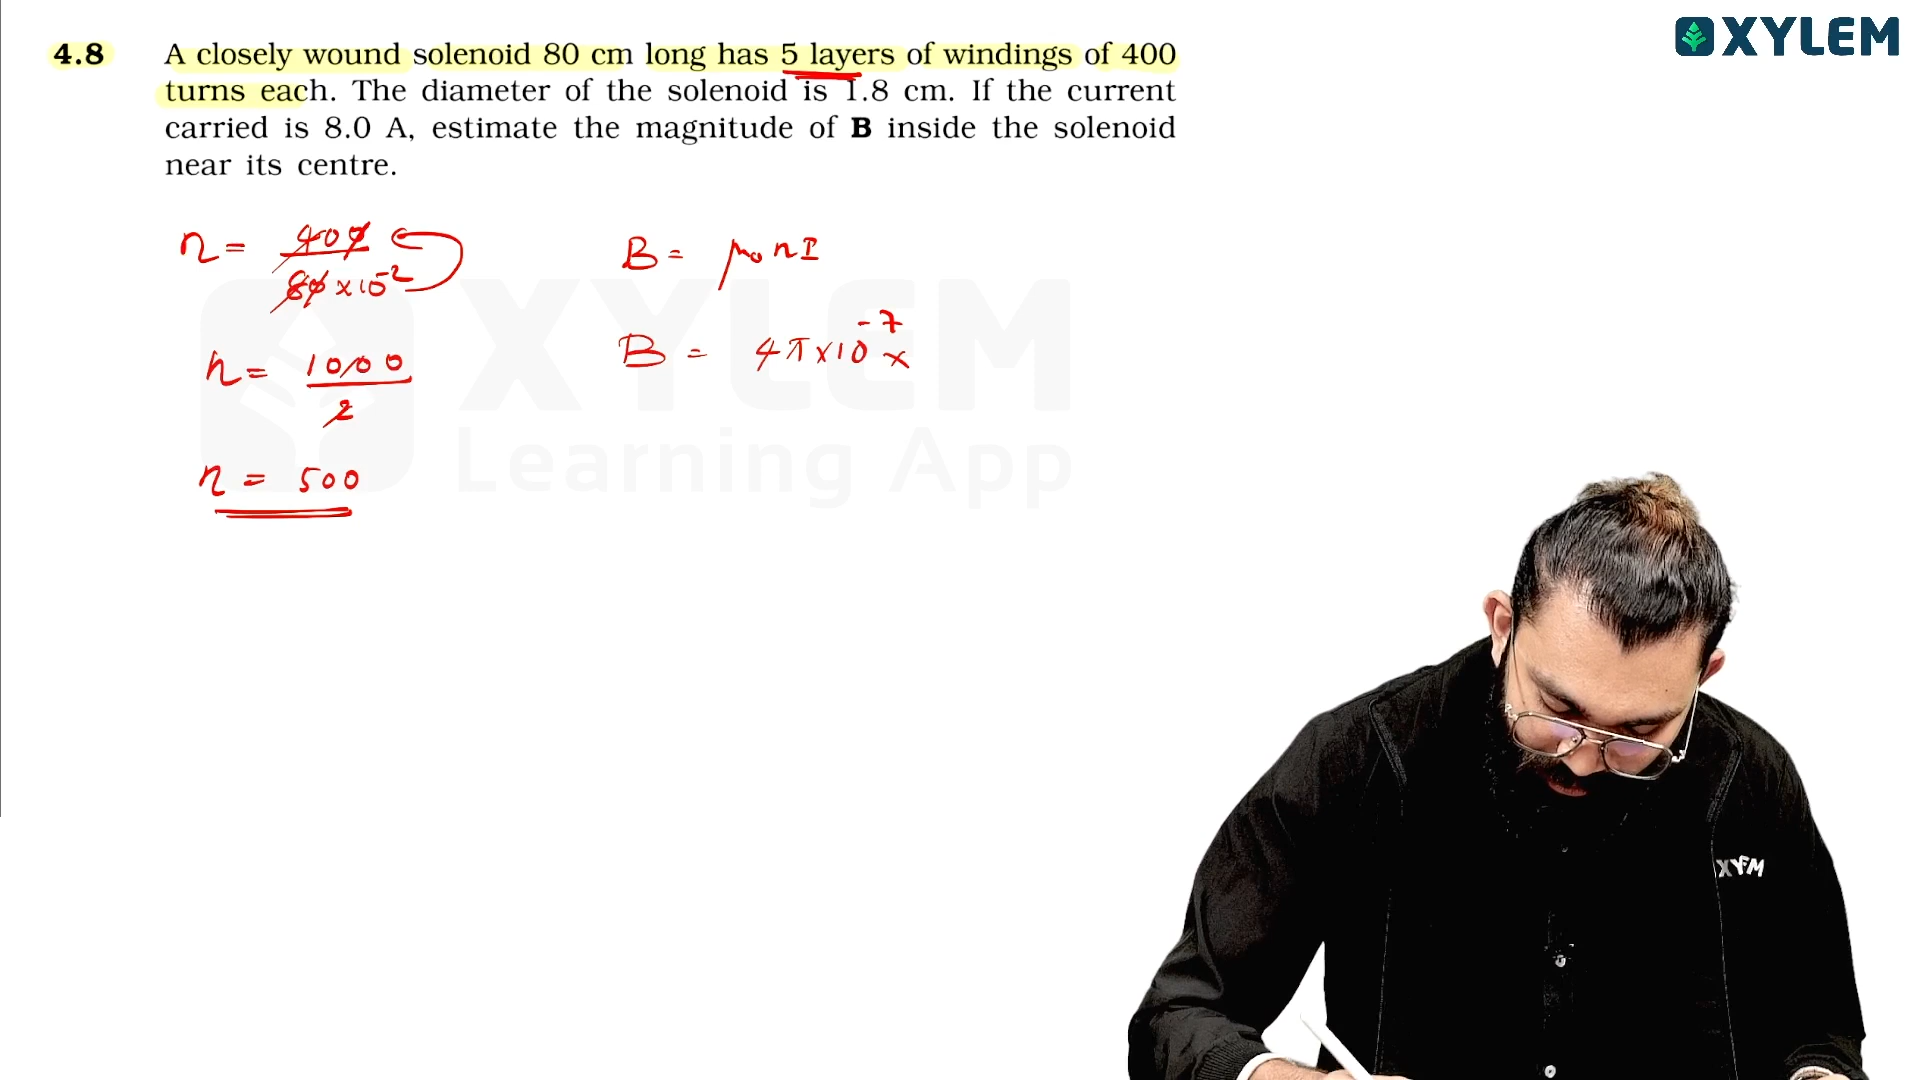 XYLEM
4.8 A closely wound solenoid 80 cm long has 5 layers of windings of 400
turns each. The diameter of the solenoid is 1.8 cm. If the current
carried is 8.0 A, estimate the magnitude of B inside the solenoid
near its centre.
n = 400 / 80 × 10⁻²
n = 1000 / 2
n = 500
B = μ₀ n I
B = 4π × 10⁻⁷ ×
XYLEM
Learning App